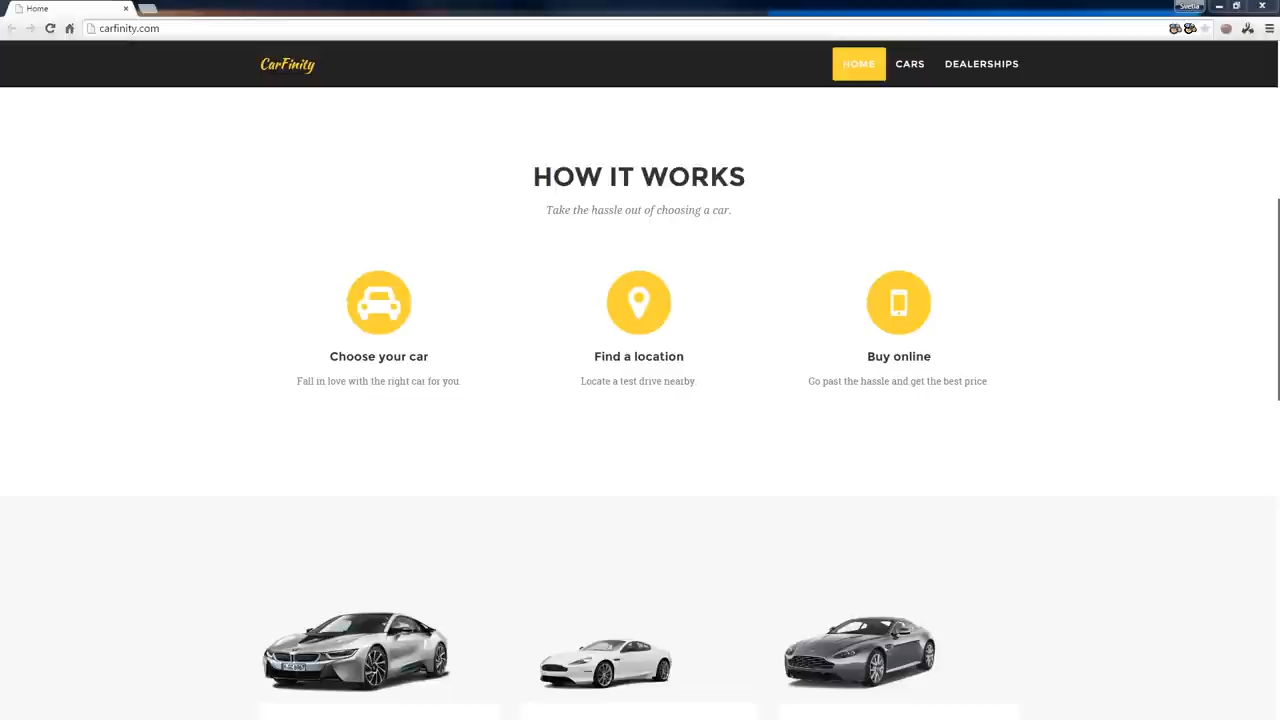 Home
Svetla
carfinity.com
CarFinity
HOME CARS DEALERSHIPS
HOW IT WORKS
Take the hassle out of choosing a car.
Choose your car
Fall in love with the right car for you.
Find a location
Locate a test drive nearby.
Buy online
Go past the hassle and get the best price.